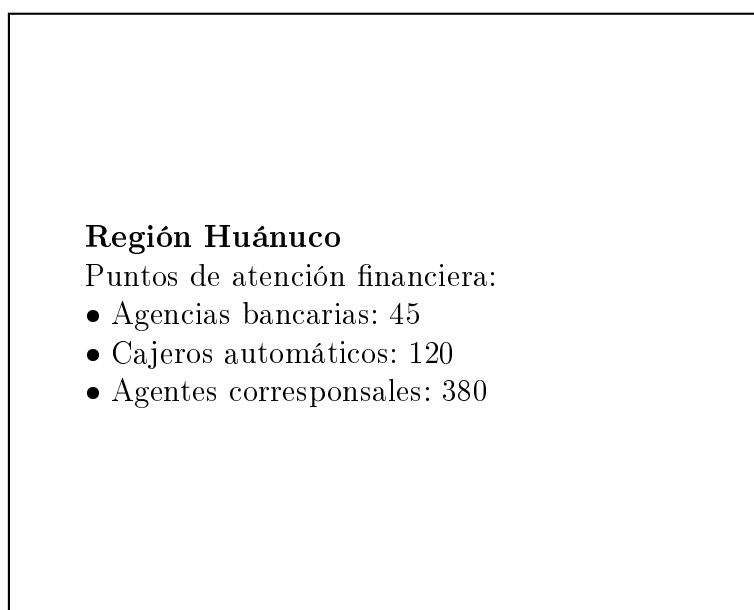 Región Huánuco
Puntos de atención financiera:
• Agencias bancarias: 45
• Cajeros automáticos: 120
• Agentes corresponsales: 380